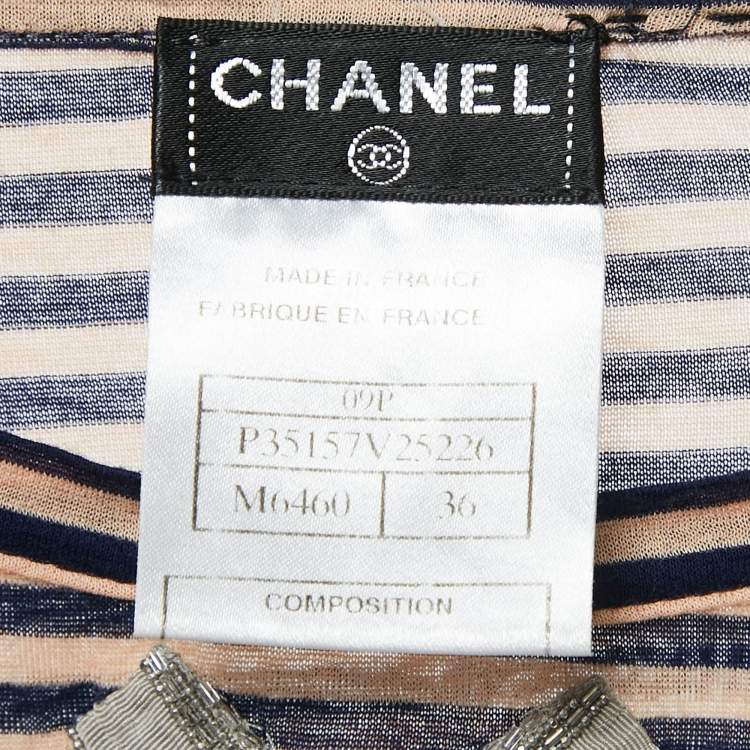 CHANEL
MADE IN FRANCE
FABRIQUE EN FRANCE
09P
P35157V25226
M6460 36
COMPOSITION